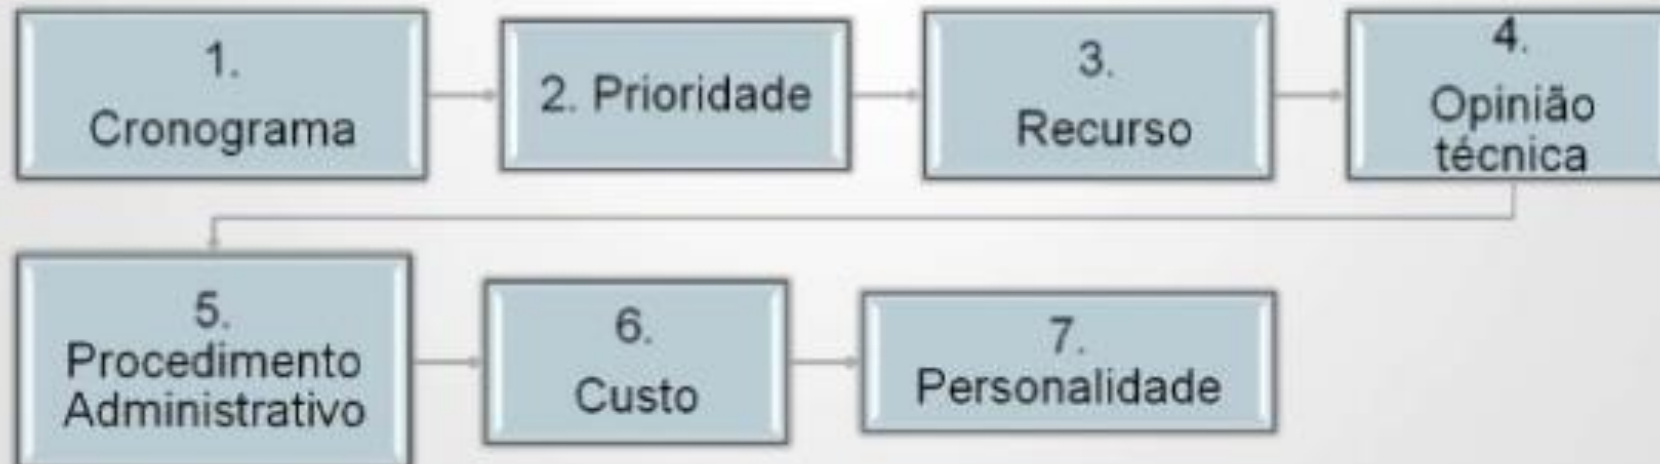 1.
Cronograma
2. Prioridade
3.
Recurso
4.
Opinião
técnica
5.
Procedimento
Administrativo
6.
Custo
7.
Personalidade